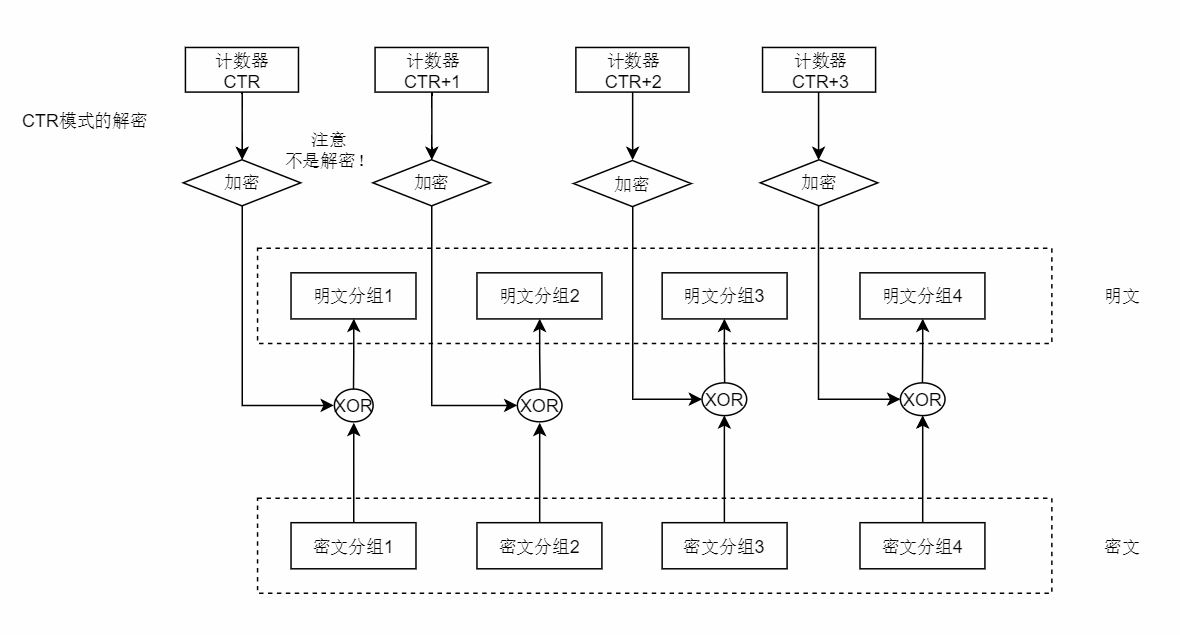 计数器
CTR
计数器
CTR+1
计数器
CTR+2
计数器
CTR+3
CTR模式的解密
注意
不是解密！
加密
加密
加密
加密
明文分组1
明文分组2
明文分组3
明文分组4
明文
XOR
XOR
XOR
XOR
密文分组1
密文分组2
密文分组3
密文分组4
密文